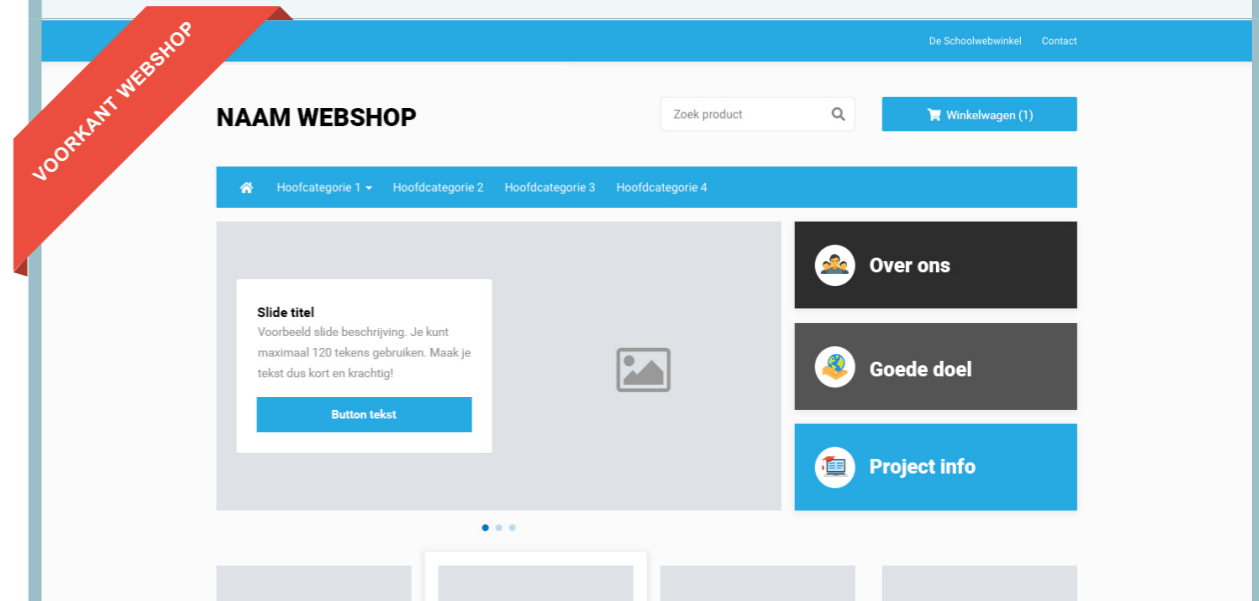 VOORKANT WEBSHOP
De Schoolwebwinkel Contact
NAAM WEBSHOP
Zoek product
Winkelwagen (1)
Hoofcategorie 1 Hoofdcategorie 2 Hoofdcategorie 3 Hoofdcategorie 4
Slide titel
Voorbeeld slide beschrijving. Je kunt
maximaal 120 tekens gebruiken. Maak je
tekst dus kort en krachtig!
Button tekst
Over ons
Goede doel
Project info